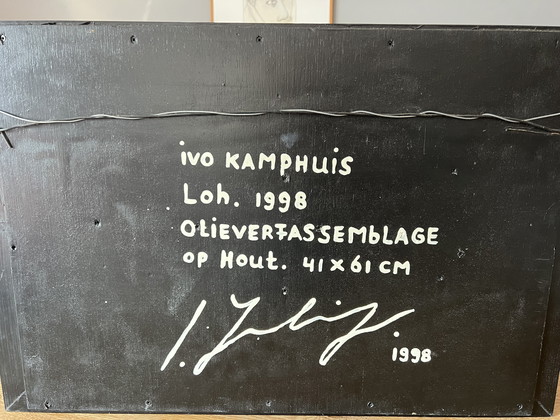 ivo KAMPHUis
Loh. 1998
OLiEVERFASSEMbLAGE
op Hout. 41 x 61 CM
1998